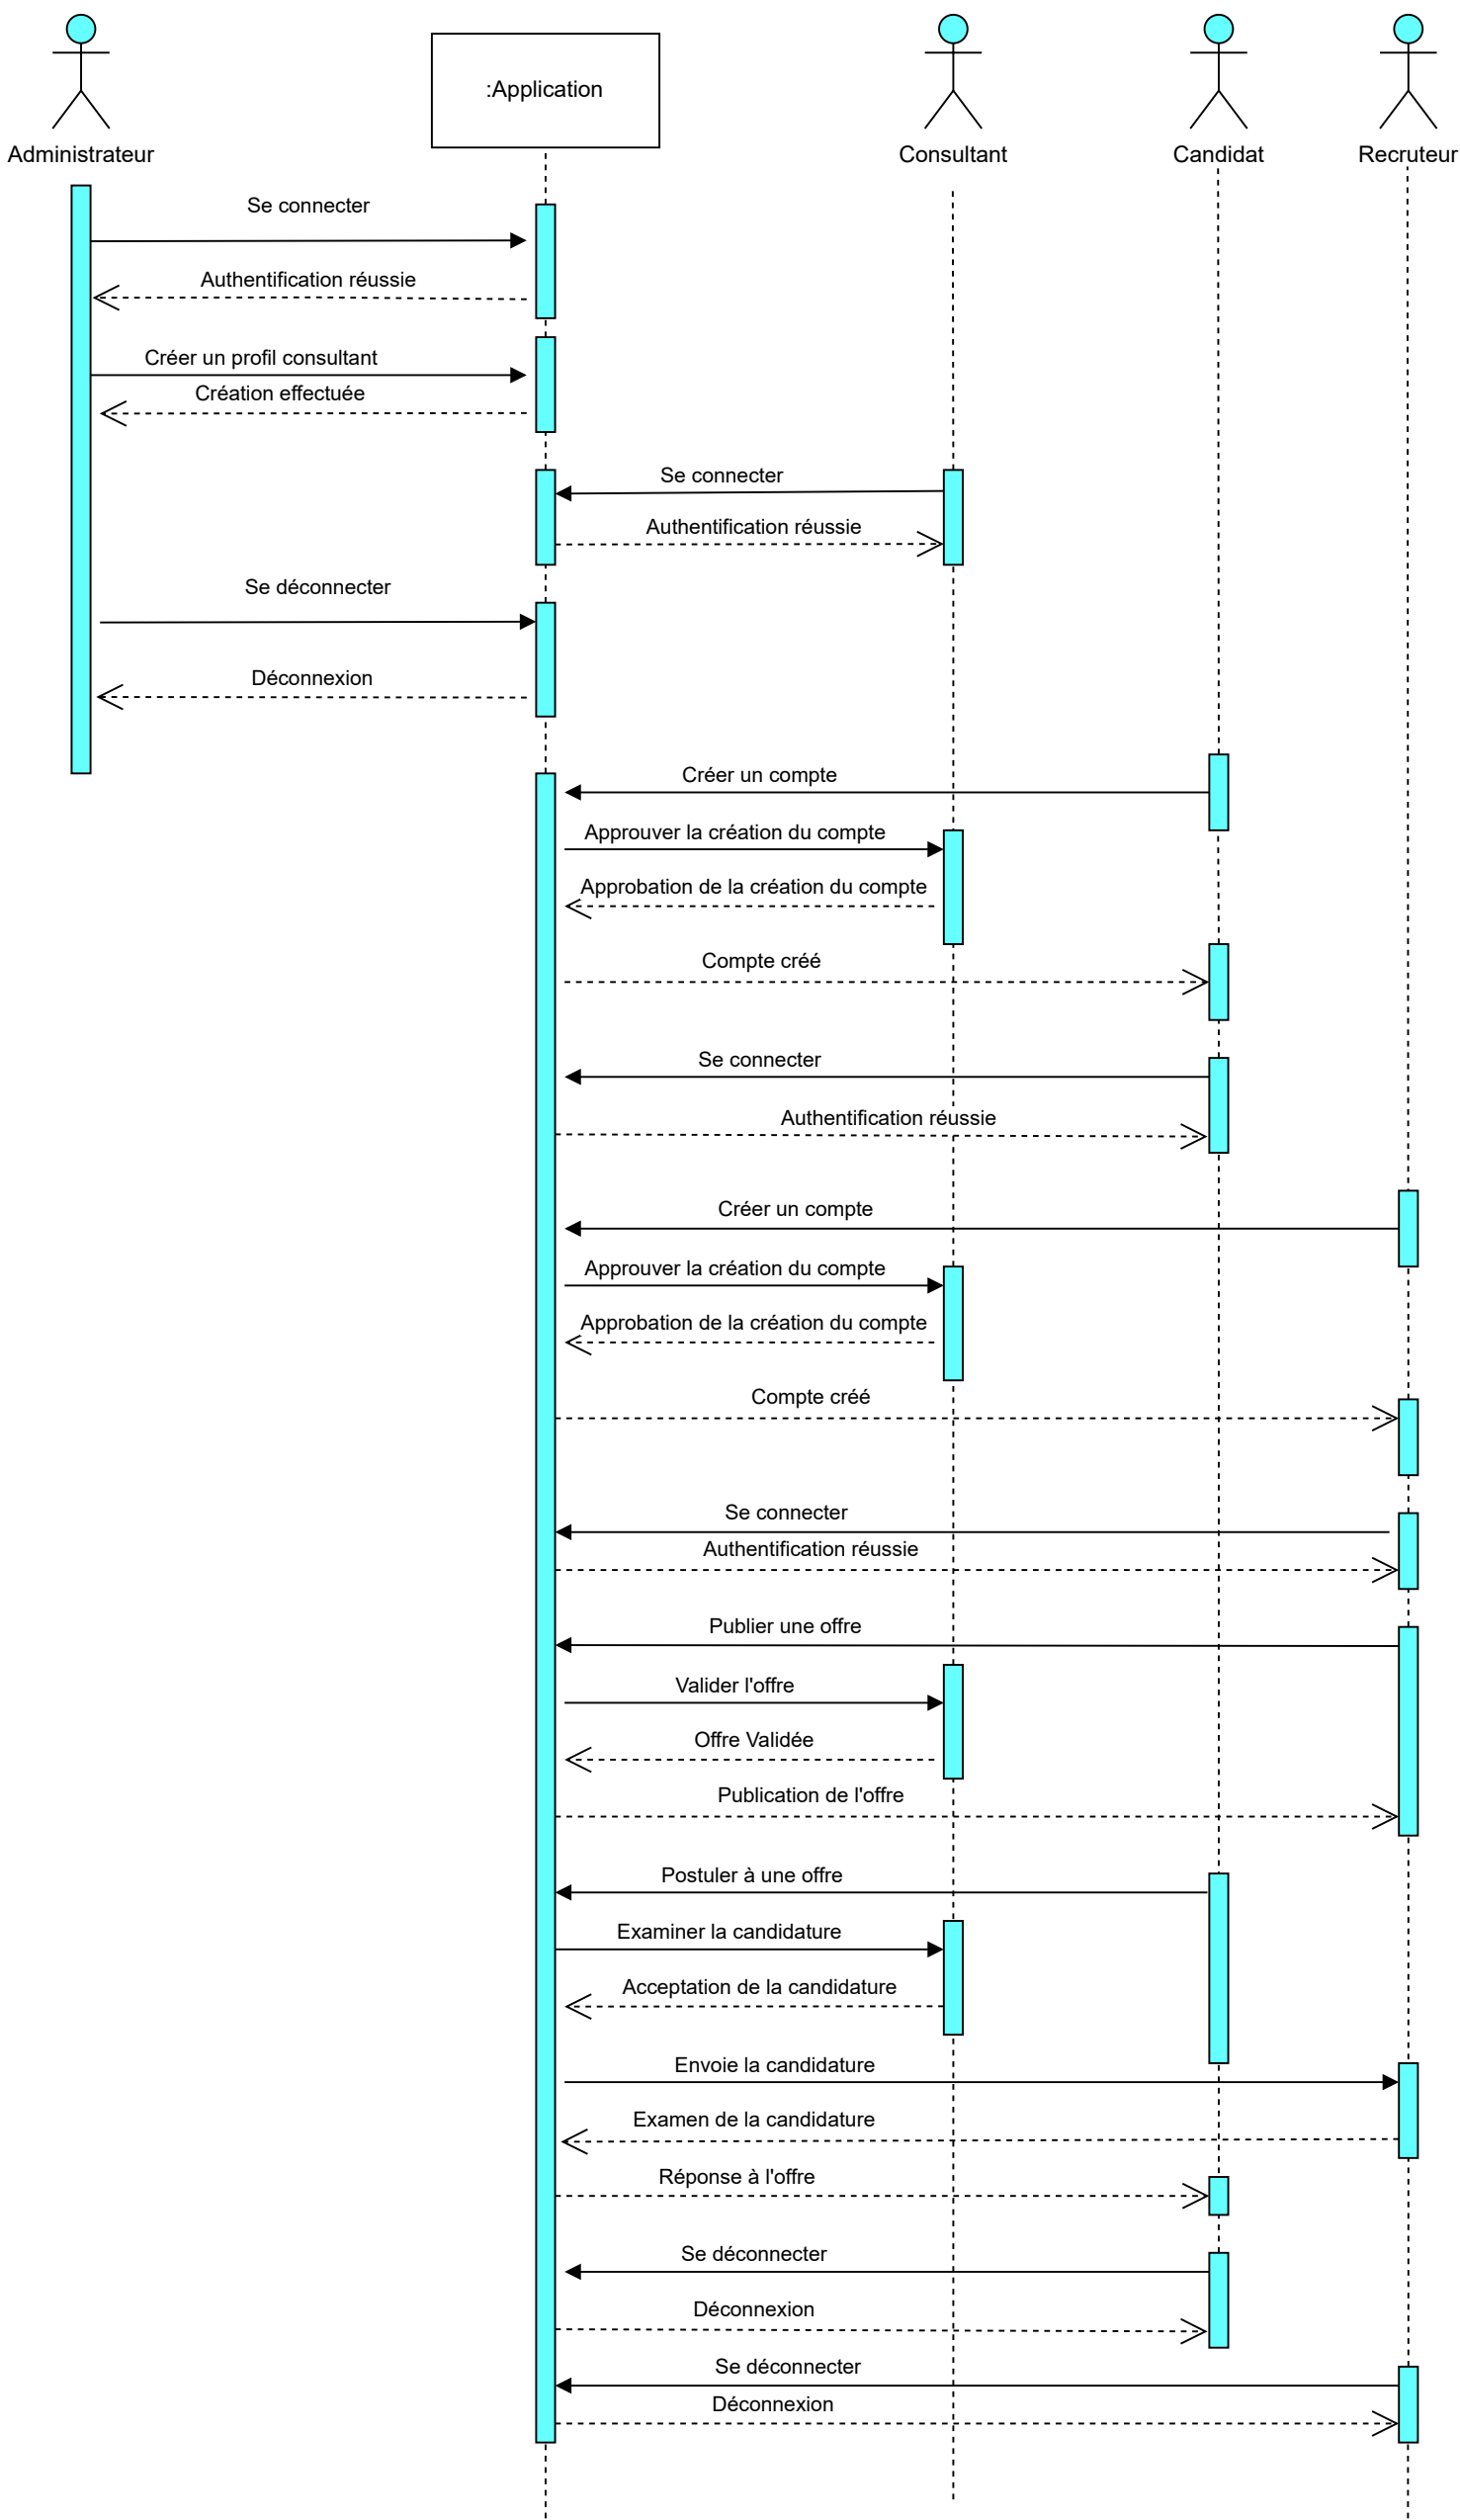 :Application
Administrateur
Consultant
Candidat
Recruteur
Se connecter
Authentification réussie
Créer un profil consultant
Création effectuée
Se connecter
Authentification réussie
Se déconnecter
Déconnexion
Créer un compte
Approuver la création du compte
Approbation de la création du compte
Compte créé
Se connecter
Authentification réussie
Créer un compte
Approuver la création du compte
Approbation de la création du compte
Compte créé
Se connecter
Authentification réussie
Publier une offre
Valider l'offre
Offre Validée
Publication de l'offre
Postuler à une offre
Examiner la candidature
Acceptation de la candidature
Envoie la candidature
Examen de la candidature
Réponse à l'offre
Se déconnecter
Déconnexion
Se déconnecter
Déconnexion